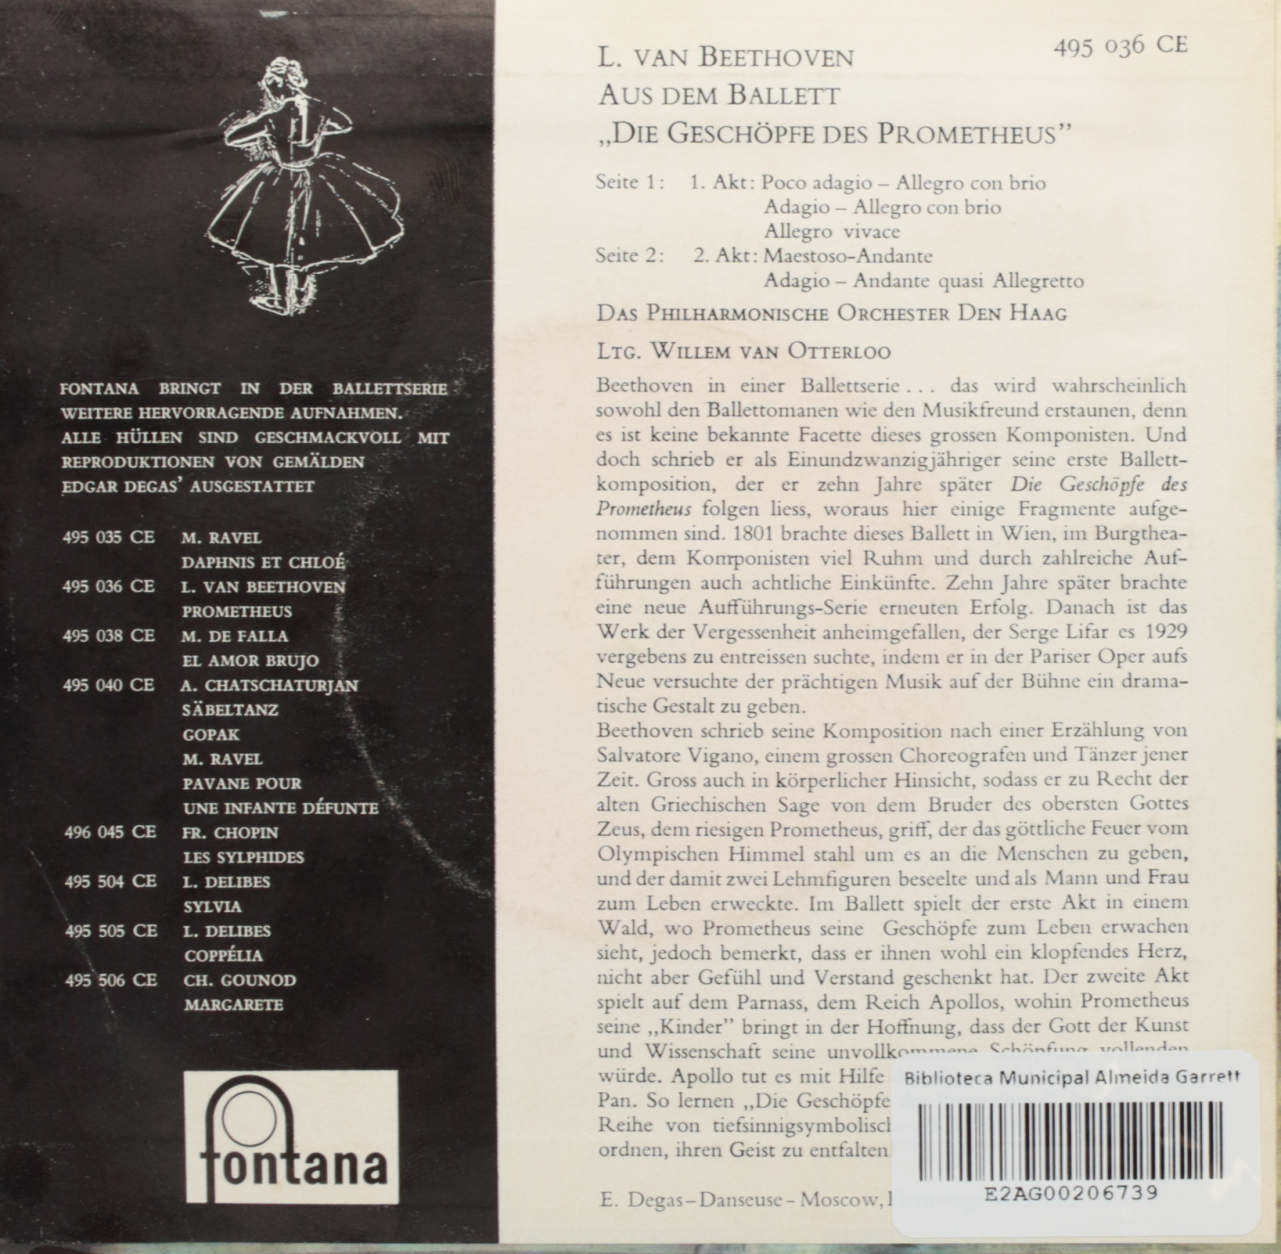 FONTANA BRINGT IN DER BALLETTSERIE
WEITERE HERVORRAGENDE AUFNAHMEN.
ALLE HÜLLEN SIND GESCHMACKVOLL MIT
REPRODUKTIONEN VON GEMÄLDEN
EDGAR DEGAS' AUSGESTATTET
495 035 CE M. RAVEL
DAPHNIS ET CHLOÉ
495 036 CE L. VAN BEETHOVEN
PROMETHEUS
495 038 CE M. DE FALLA
EL AMOR BRUJO
495 040 CE A. CHATSCHATURJAN
SÄBELTANZ
GOPAK
M. RAVEL
PAVANE POUR
UNE INFANTE DÉFUNTE
496 045 CE FR. CHOPIN
LES SYLPHIDES
495 504 CE L. DELIBES
SYLVIA
495 505 CE L. DELIBES
COPPÉLIA
495 506 CE CH. GOUNOD
MARGARETE
fontana
495 036 CE
L. VAN BEETHOVEN
AUS DEM BALLETT
„DIE GESCHÖPFE DES PROMETHEUS”
Seite 1: 1. Akt: Poco adagio – Allegro con brio
Adagio – Allegro con brio
Allegro vivace
Seite 2: 2. Akt: Maestoso-Andante
Adagio – Andante quasi Allegretto
DAS PHILHARMONISCHE ORCHESTER DEN HAAG
LTG. WILLEM VAN OTTERLOO
Beethoven in einer Ballettserie ... das wird wahrscheinlich
sowohl den Ballettomanen wie den Musikfreund erstaunen, denn
es ist keine bekannte Facette dieses grossen Komponisten. Und
doch schrieb er als Einundzwanzigjähriger seine erste Ballett-
komposition, der er zehn Jahre später Die Geschöpfe des
Prometheus folgen liess, woraus hier einige Fragmente aufge-
nommen sind. 1801 brachte dieses Ballett in Wien, im Burgthea-
ter, dem Komponisten viel Ruhm und durch zahlreiche Auf-
führungen auch achtliche Einkünfte. Zehn Jahre später brachte
eine neue Aufführungs-Serie erneuten Erfolg. Danach ist das
Werk der Vergessenheit anheimgefallen, der Serge Lifar es 1929
vergebens zu entreissen suchte, indem er in der Pariser Oper aufs
Neue versuchte der prächtigen Musik auf der Bühne ein drama-
tische Gestalt zu geben.
Beethoven schrieb seine Komposition nach einer Erzählung von
Salvatore Vigano, einem grossen Choreografen und Tänzer jener
Zeit. Gross auch in körperlicher Hinsicht, sodass er zu Recht der
alten Griechischen Sage von dem Bruder des obersten Gottes
Zeus, dem riesigen Prometheus, griff, der das göttliche Feuer vom
Olympischen Himmel stahl um es an die Menschen zu geben,
und der damit zwei Lehmfiguren beseelte und als Mann und Frau
zum Leben erweckte. Im Ballett spielt der erste Akt in einem
Wald, wo Prometheus seine Geschöpfe zum Leben erwachen
sieht, jedoch bemerkt, dass er ihnen wohl ein klopfendes Herz,
nicht aber Gefühl und Verstand geschenkt hat. Der zweite Akt
spielt auf dem Parnass, dem Reich Apollos, wohin Prometheus
seine „Kinder” bringt in der Hoffnung, dass der Gott der Kunst
und Wissenschaft seine unvollkommene Schöpfung vollenden
würde. Apollo tut es mit Hilfe
Pan. So lernen „Die Geschöpfe
Reihe von tiefsinnigsymbolisch
ordnen, ihren Geist zu entfalten
E. Degas – Danseuse – Moscow,
Biblioteca Municipal Almeida Garrett
E2AG00206739